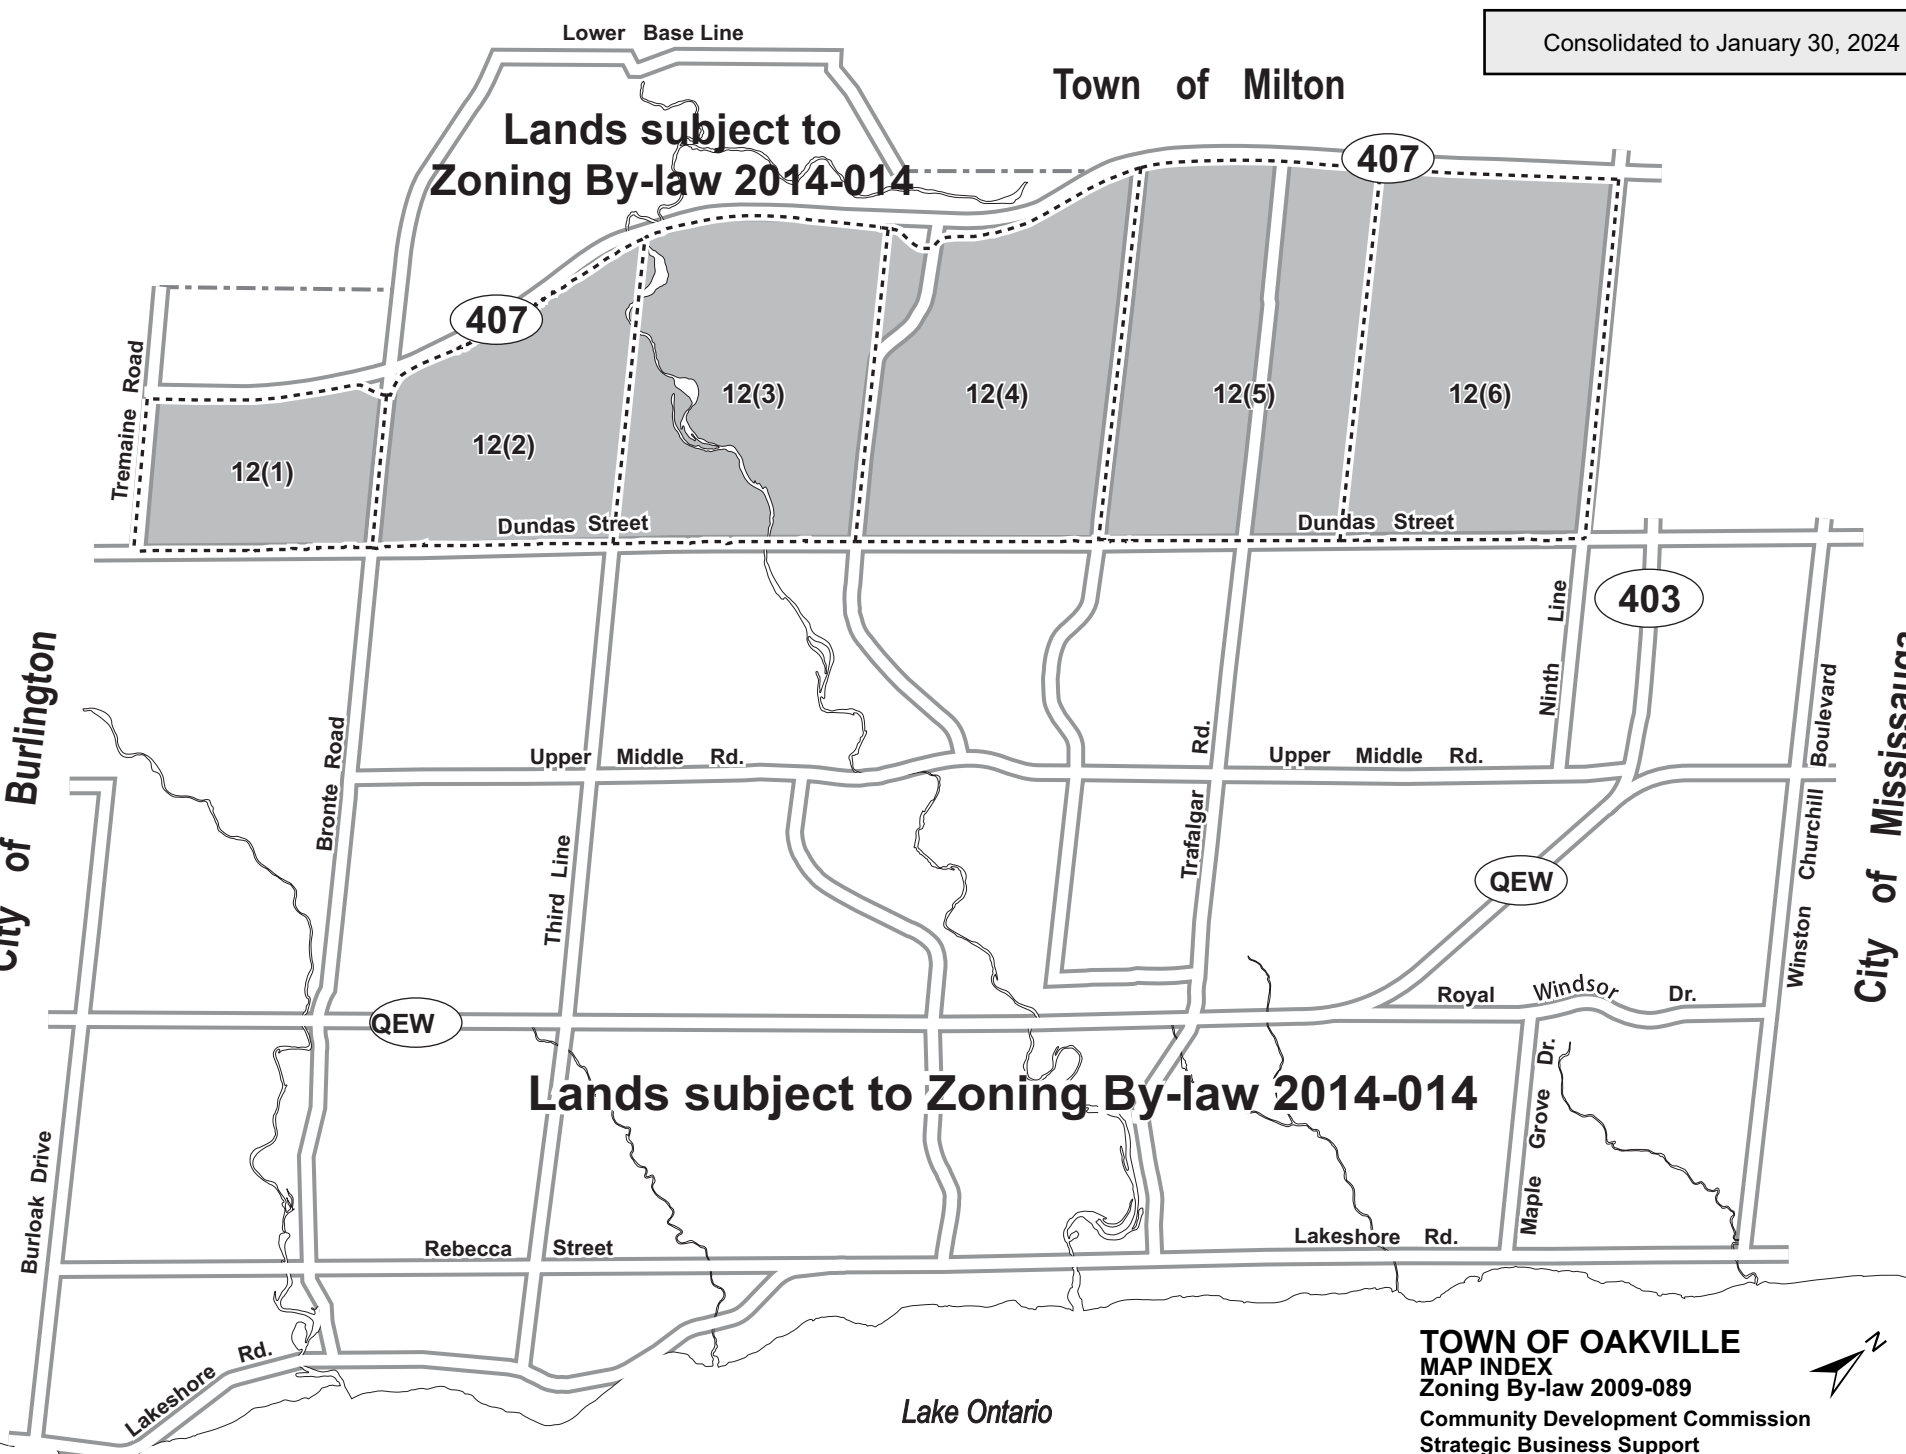 Lower Base Line
Consolidated to January 30, 2024
Town of Milton
Lands subject to
Zoning By-law 2014-014
407
407
Tremaine Road
12(1)
12(2)
12(3)
12(4)
12(5)
12(6)
Dundas Street
Dundas Street
403
Ninth Line
City of Burlington
City of Mississauga
Bronte Road
Upper Middle Rd.
Upper Middle Rd.
Trafalgar Rd.
Winston Churchill Boulevard
Third Line
QEW
QEW
Royal Windsor Dr.
Maple Grove Dr.
Lands subject to Zoning By-law 2014-014
Burloak Drive
Rebecca Street
Lakeshore Rd.
Lakeshore Rd.
Lake Ontario
TOWN OF OAKVILLE
MAP INDEX
Zoning By-law 2009-089
Community Development Commission
Strategic Business Support
N